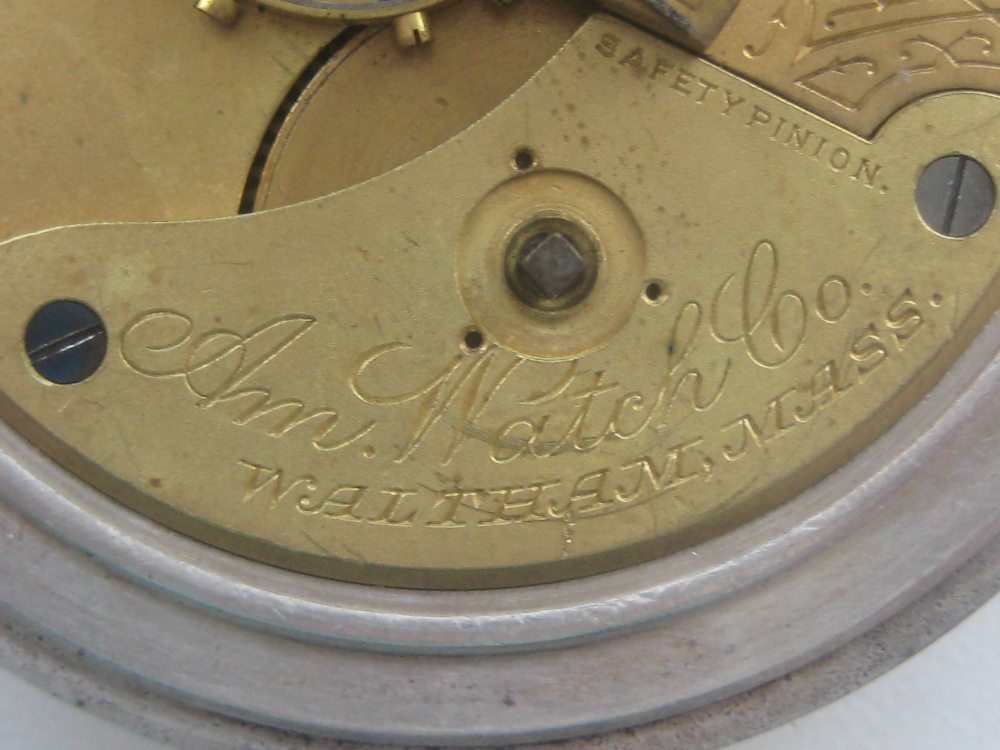 SAFETY PINION.
Am. Watch Co.
WALTHAM, MASS.